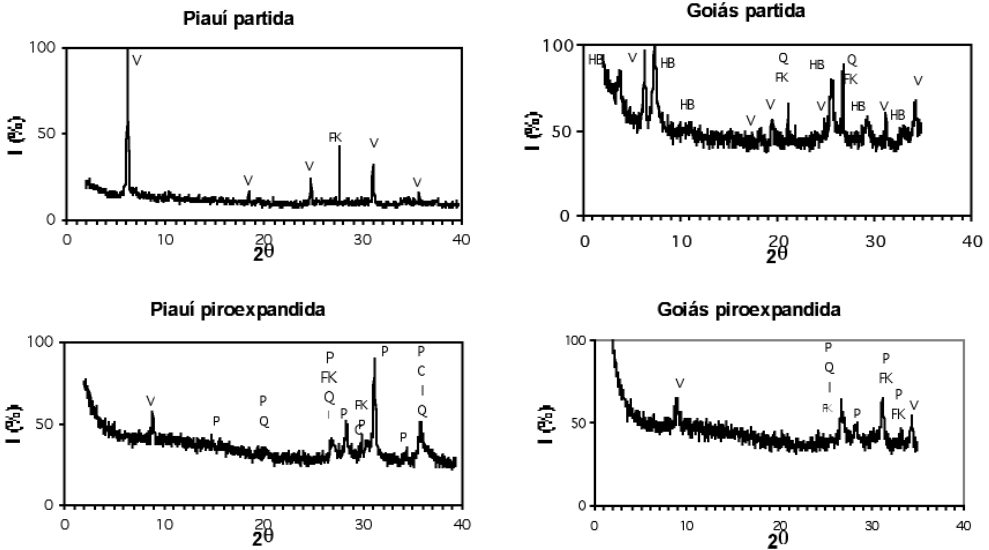 Piauí partida
100
50
0
I (%)
V
V
V
FK
V
V
0 10 20 30 40
2θ
Goiás partida
100
50
0
I (%)
HB
V
HB
HB
V
V
Q
FK
V
HB
Q
FK
HB
V
HB
V
0 10 20 30 40
2θ
Piauí piroexpandida
100
50
0
I (%)
V
P
P
Q
P
FK
Q
I
P
FK
C
P
P
P
P
C
I
Q
0 10 20 30 40
2θ
Goiás piroexpandida
100
50
0
I (%)
V
P
Q
I
FK
P
P
FK
P
FK
V
0 10 20 30 40
2θ